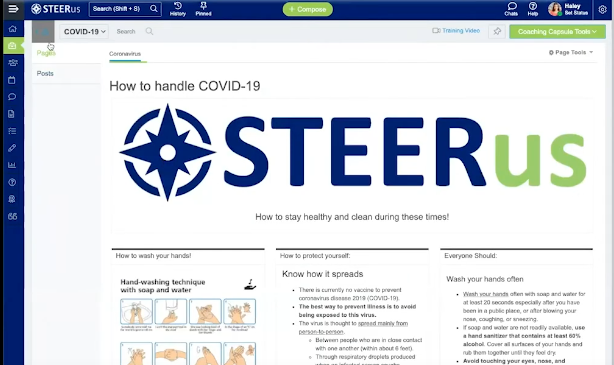 STEERus
Search (Shift + S)
History
Pinned
+ Compose
Chats
Help
Haley
Set Status
COVID-19
Search
Training Video
Coaching Capsule Tools
Pages
Posts
Coronavirus
Page Tools
How to handle COVID-19
STEERus
How to stay healthy and clean during these times!
How to wash your hands!
Hand-washing technique
with soap and water
How to protect yourself:
Know how it spreads
There is currently no vaccine to prevent
coronavirus disease 2019 (COVID-19).
The best way to prevent illness is to avoid
being exposed to this virus.
The virus is thought to spread mainly from
person-to-person.
Between people who are in close contact
with one another (within about 6 feet).
Through respiratory droplets produced
Everyone Should:
Wash your hands often
Wash your hands often with soap and water for
at least 20 seconds especially after you have
been in a public place, or after blowing your
nose, coughing, or sneezing.
If soap and water are not readily available, use
a hand sanitizer that contains at least 60%
alcohol. Cover all surfaces of your hands and
rub them together until they feel dry.
Avoid touching your eyes, nose, and